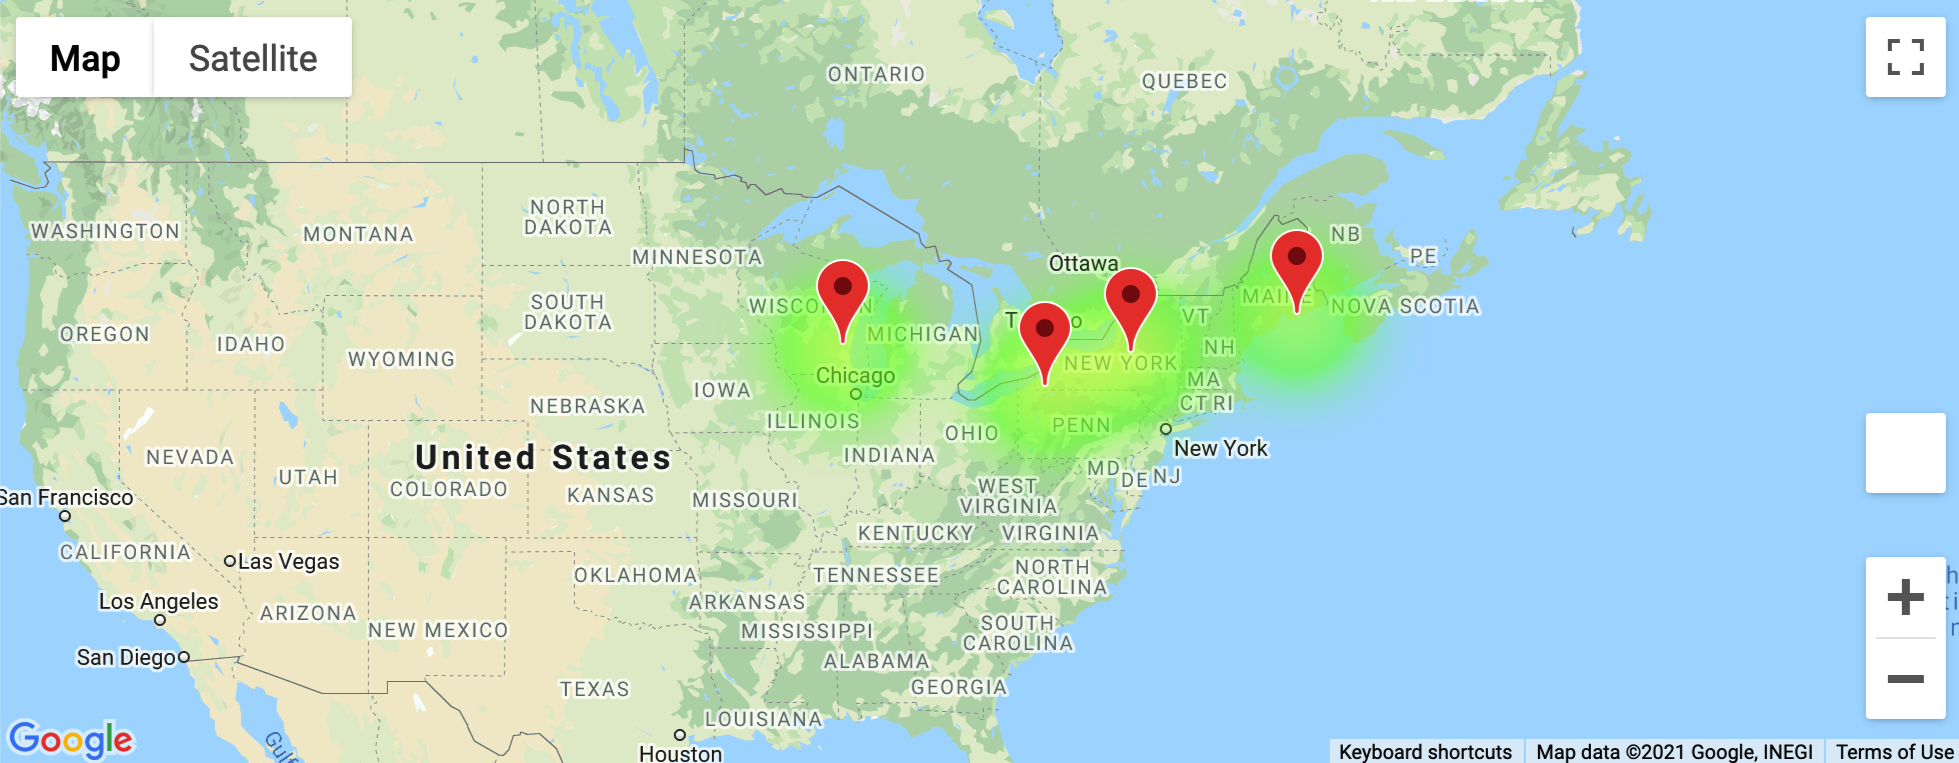 Map
Satellite
ONTARIO
QUEBEC
WASHINGTON
MONTANA
NORTH
DAKOTA
MINNESOTA
Ottawa
NB
PE
OREGON
IDAHO
WYOMING
SOUTH
DAKOTA
MICHIGAN
VT
MAINE
NOVA SCOTIA
NEW YORK
NH
Chicago
MA
CT RI
IOWA
NEBRASKA
ILLINOIS
OHIO
PENN
INDIANA
New York
NEVADA
UTAH
United States
COLORADO
KANSAS
MISSOURI
MD
DE
NJ
WEST
VIRGINIA
San Francisco
KENTUCKY
VIRGINIA
CALIFORNIA
Las Vegas
OKLAHOMA
TENNESSEE
NORTH
CAROLINA
Los Angeles
ARIZONA
NEW MEXICO
ARKANSAS
MISSISSIPPI
SOUTH
CAROLINA
San Diego
ALABAMA
TEXAS
GEORGIA
LOUISIANA
Houston
Gulf
Google
Keyboard shortcuts
Map data ©2021 Google, INEGI
Terms of Use